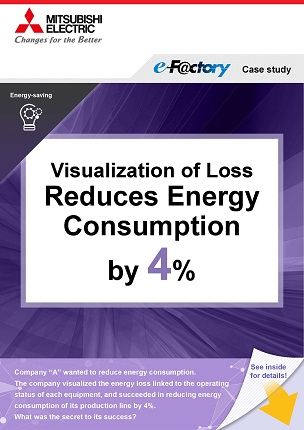 MITSUBISHI
ELECTRIC
Changes for the Better
e-F@ctory Case study
Energy-saving
Visualization of Loss
Reduces Energy
Consumption
by 4%
Company “A” wanted to reduce energy consumption.
The company visualized the energy loss linked to the operating
status of each equipment, and succeeded in reducing energy
consumption of its production line by 4%.
What was the secret to its success?
See inside
for details!